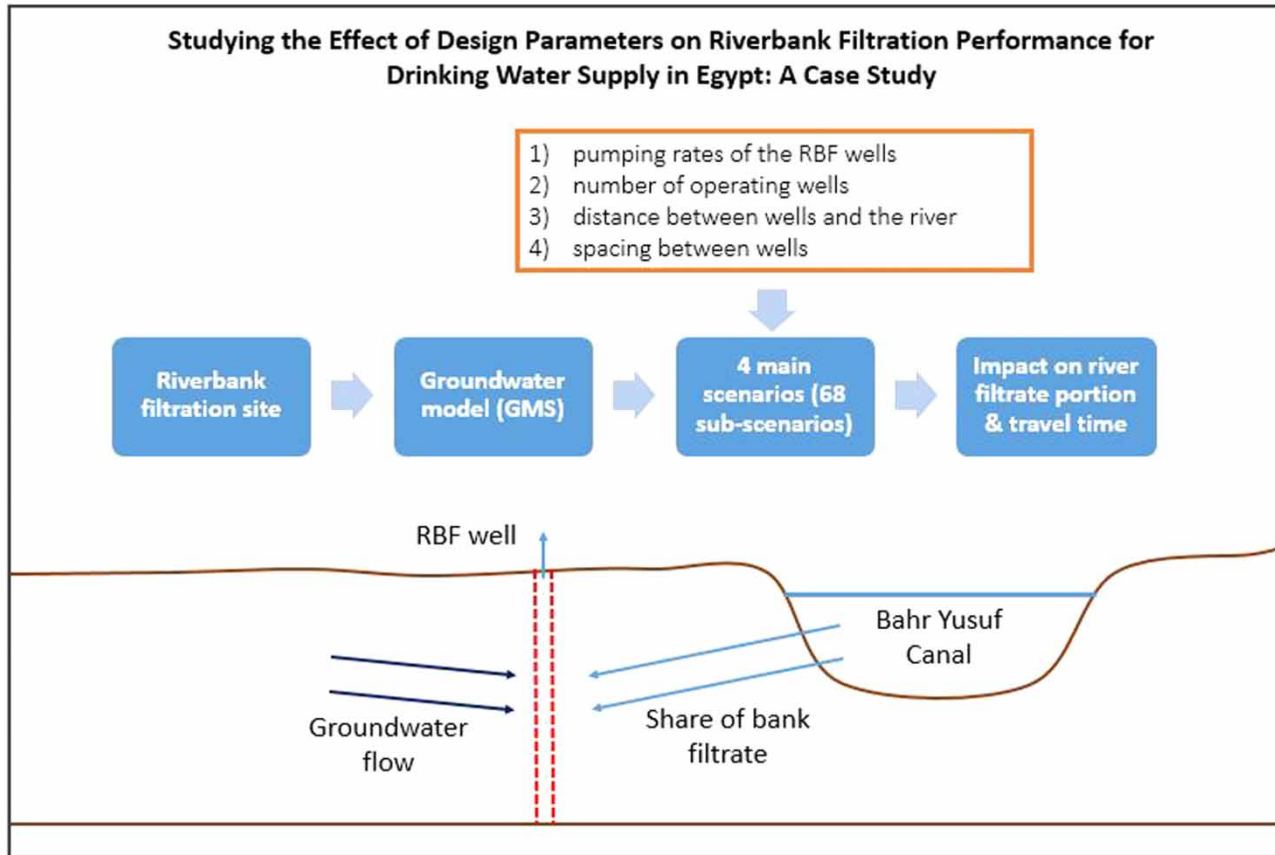 Studying the Effect of Design Parameters on Riverbank Filtration Performance for
Drinking Water Supply in Egypt: A Case Study
1) pumping rates of the RBF wells
2) number of operating wells
3) distance between wells and the river
4) spacing between wells
Riverbank
filtration site
Groundwater
model (GMS)
4 main
scenarios (68
sub-scenarios)
Impact on river
filtrate portion
& travel time
RBF well
Bahr Yusuf
Canal
Groundwater
flow
Share of bank
filtrate